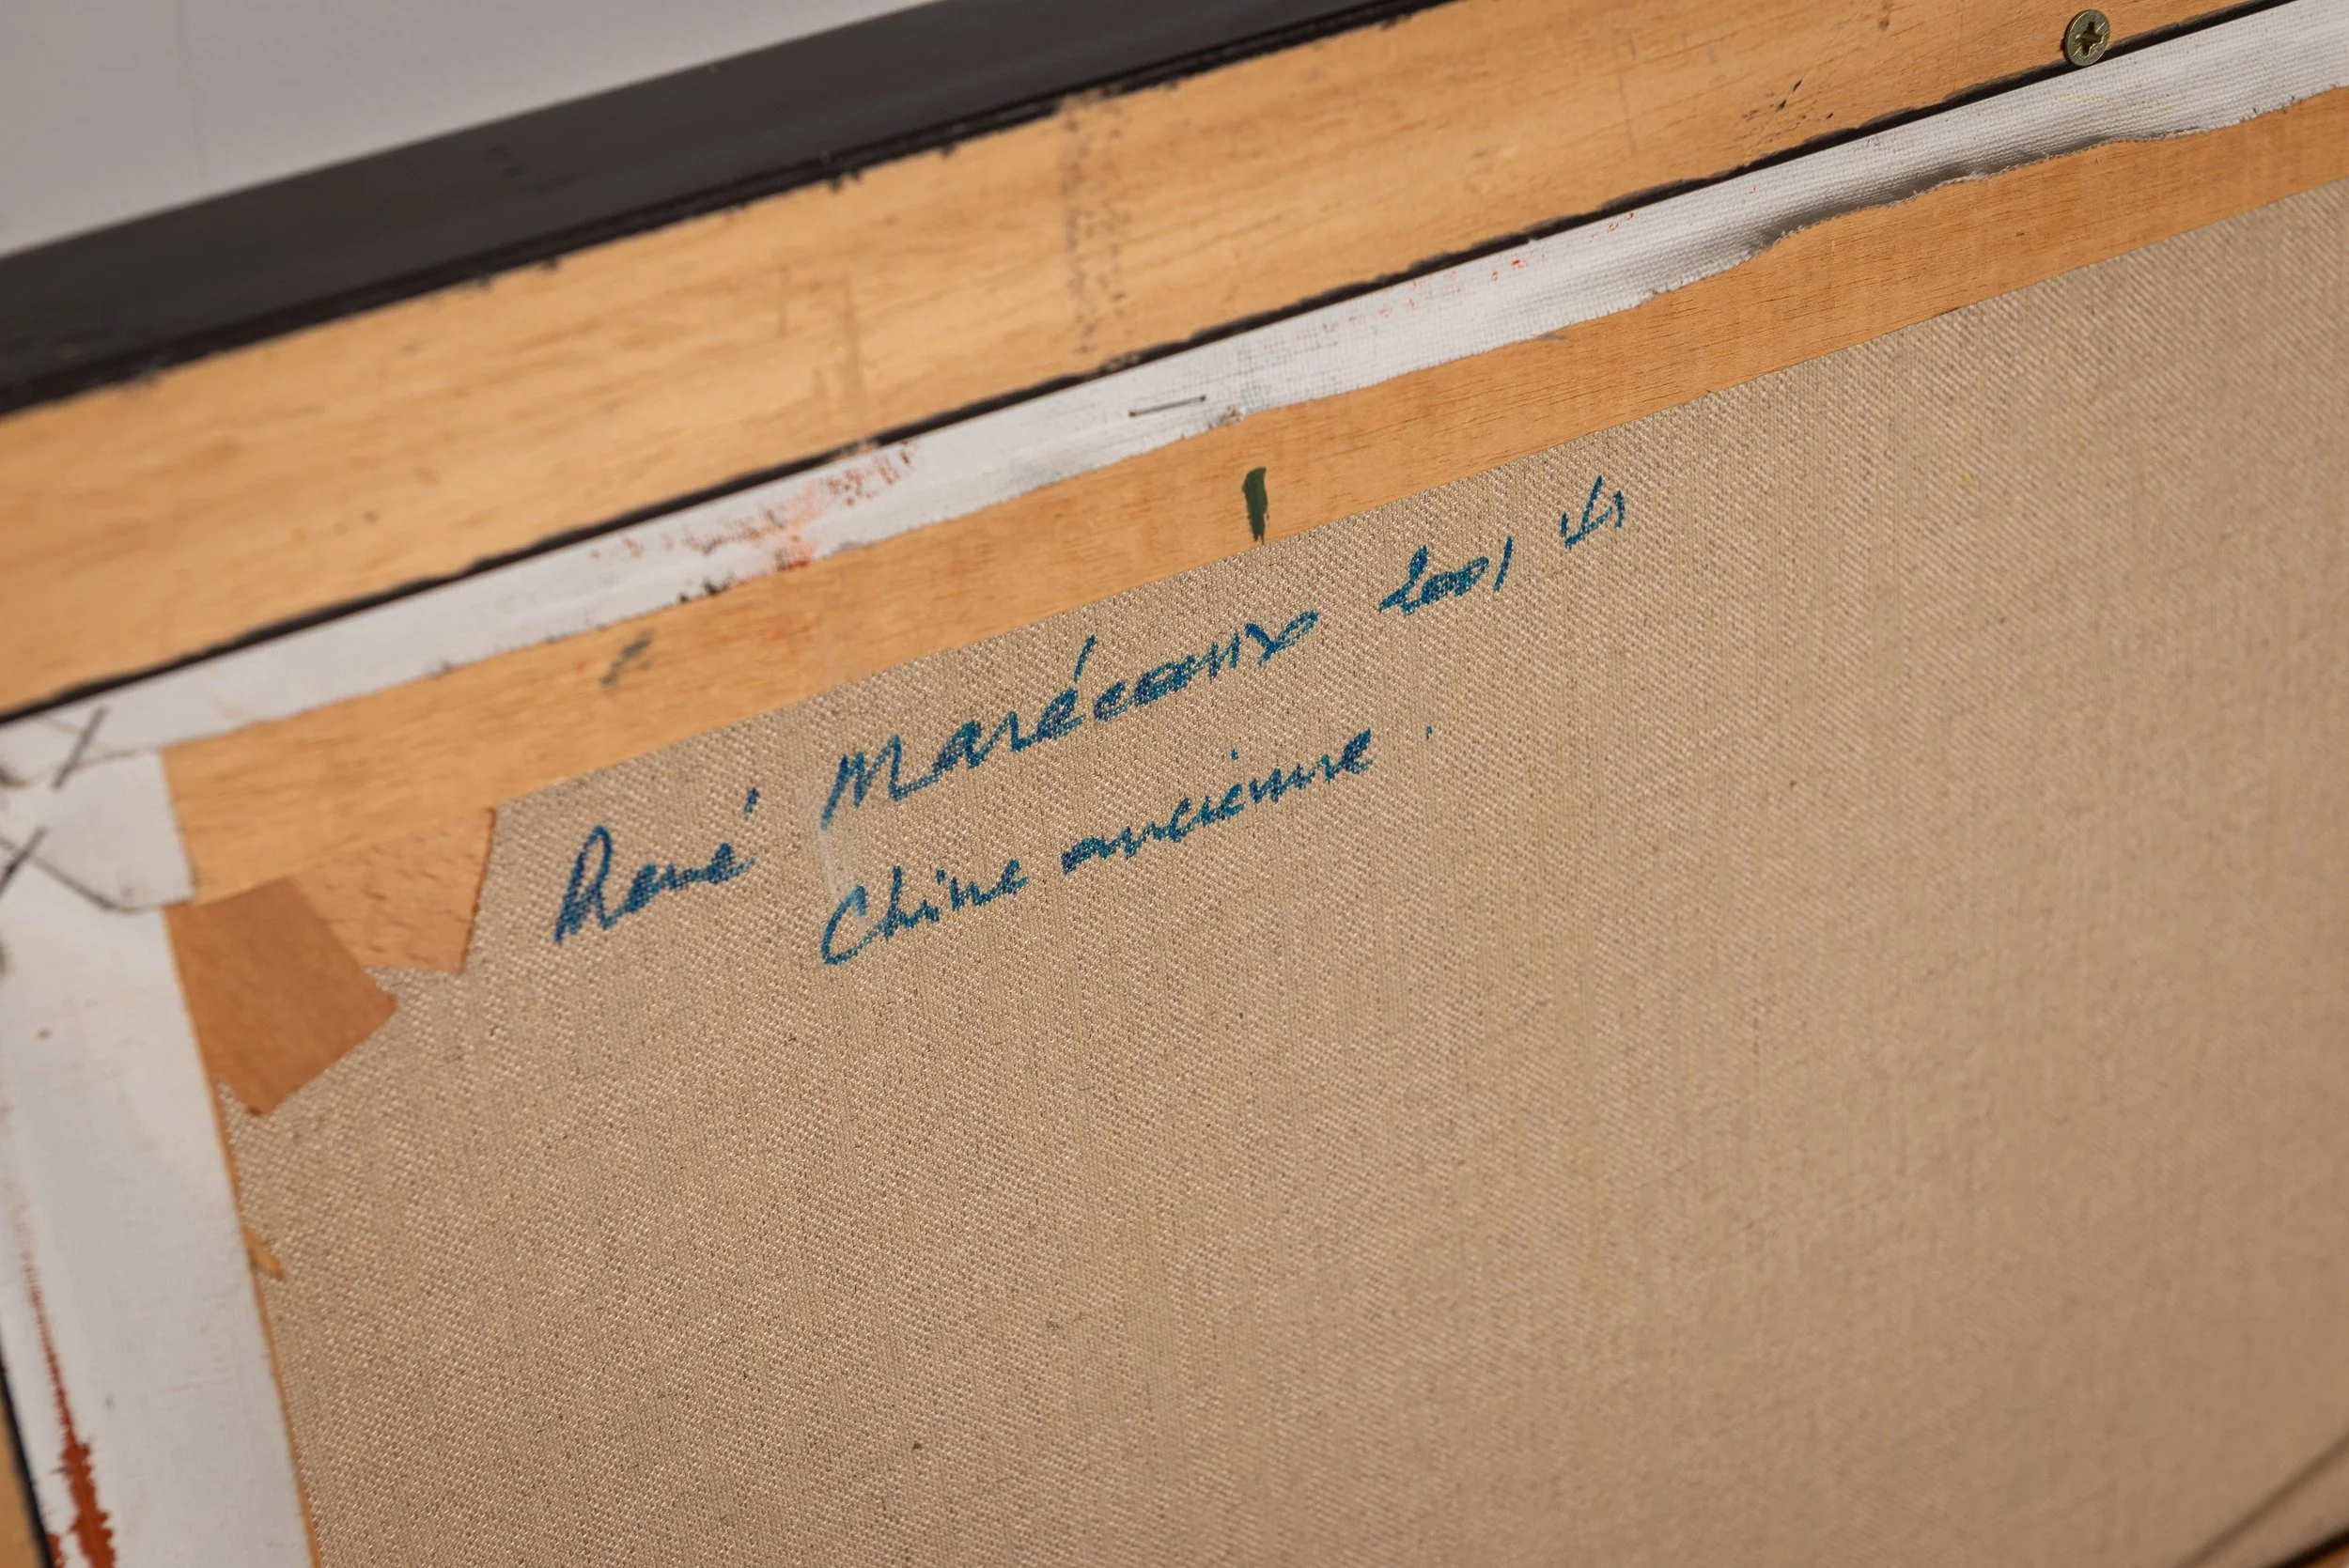 René Marécaux 2001
Chine ancienne.